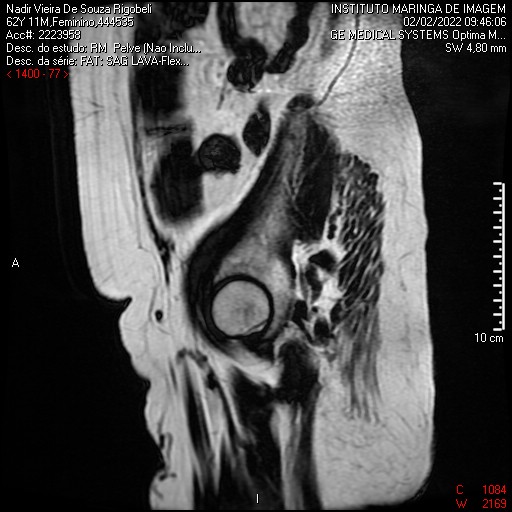 Nadir Vieira De Souza Rigobeli
62Y 11M,Feminino,444535
Acc#: 2223953
Desc. do estudo: RM  Pelve (Nao Inclu...
Desc. da série: FAT: SAG LAVA-Flex...
< 1400 - 77 >
INSTITUTO MARINGA DE IMAGEM
02/02/2022 09:46:06
GE MEDICAL SYSTEMS Optima M...
SW 4,80 mm
A
10 cm
I
C 1084
W 2169